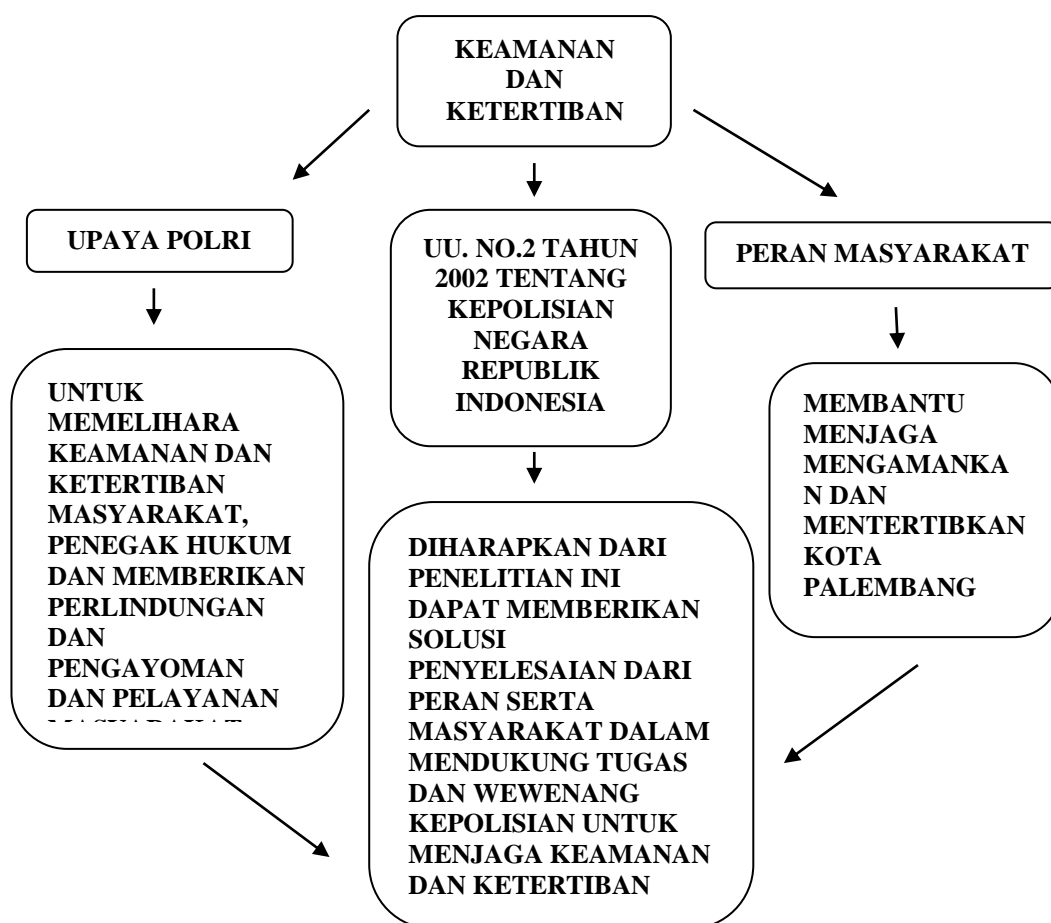 KEAMANAN
DAN
KETERTIBAN
UPAYA POLRI
UU. NO.2 TAHUN
2002 TENTANG
KEPOLISIAN
NEGARA
REPUBLIK
INDONESIA
PERAN MASYARAKAT
UNTUK
MEMELIHARA
KEAMANAN DAN
KETERTIBAN
MASYARAKAT,
PENEGAK HUKUM
DAN MEMBERIKAN
PERLINDUNGAN
DAN
PENGAYOMAN
DAN PELAYANAN
MEMBANTU
MENJAGA
MENGAMANKA
N DAN
MENTERTIBKAN
KOTA
PALEMBANG
DIHARAPKAN DARI
PENELITIAN INI
DAPAT MEMBERIKAN
SOLUSI
PENYELESAIAN DARI
PERAN SERTA
MASYARAKAT DALAM
MENDUKUNG TUGAS
DAN WEWENANG
KEPOLISIAN UNTUK
MENJAGA KEAMANAN
DAN KETERTIBAN